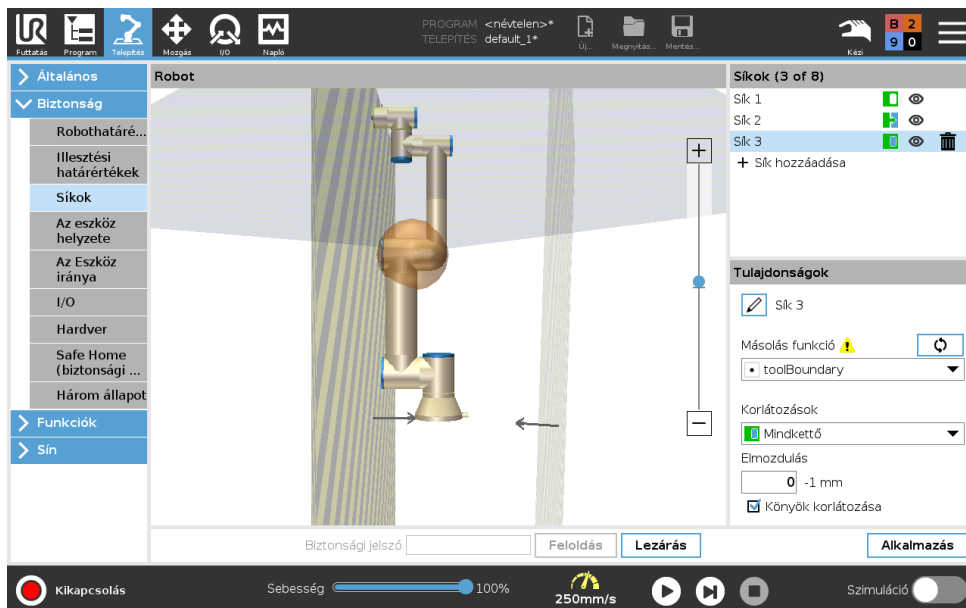 PROGRAM <névtelen>*
TELEPÍTÉS default_1*
Futtatás Program Telepítés Mozgás I/O Napló Új... Megnyitás... Mentés... Kézi
B 2
9 0
Általános
Biztonság
Robothatáré...
Illesztési
határértékek
Síkok
Az eszköz
helyzete
Az Eszköz
iránya
I/O
Hardver
Safe Home
(biztonsági ...
Három állapot
Funkciók
Sín
Robot
Síkok (3 of 8)
Sík 1
Sík 2
Sík 3
+ Sík hozzáadása
Tulajdonságok
Sík 3
Másolás funkció
toolBoundary
Korlátozások
Mindkettő
Elmozdulás
0 -1 mm
Könyök korlátozása
Biztonsági jelszó Feloldás Lezárás Alkalmazás
Kikapcsolás Sebesség 100% 250mm/s Szimuláció